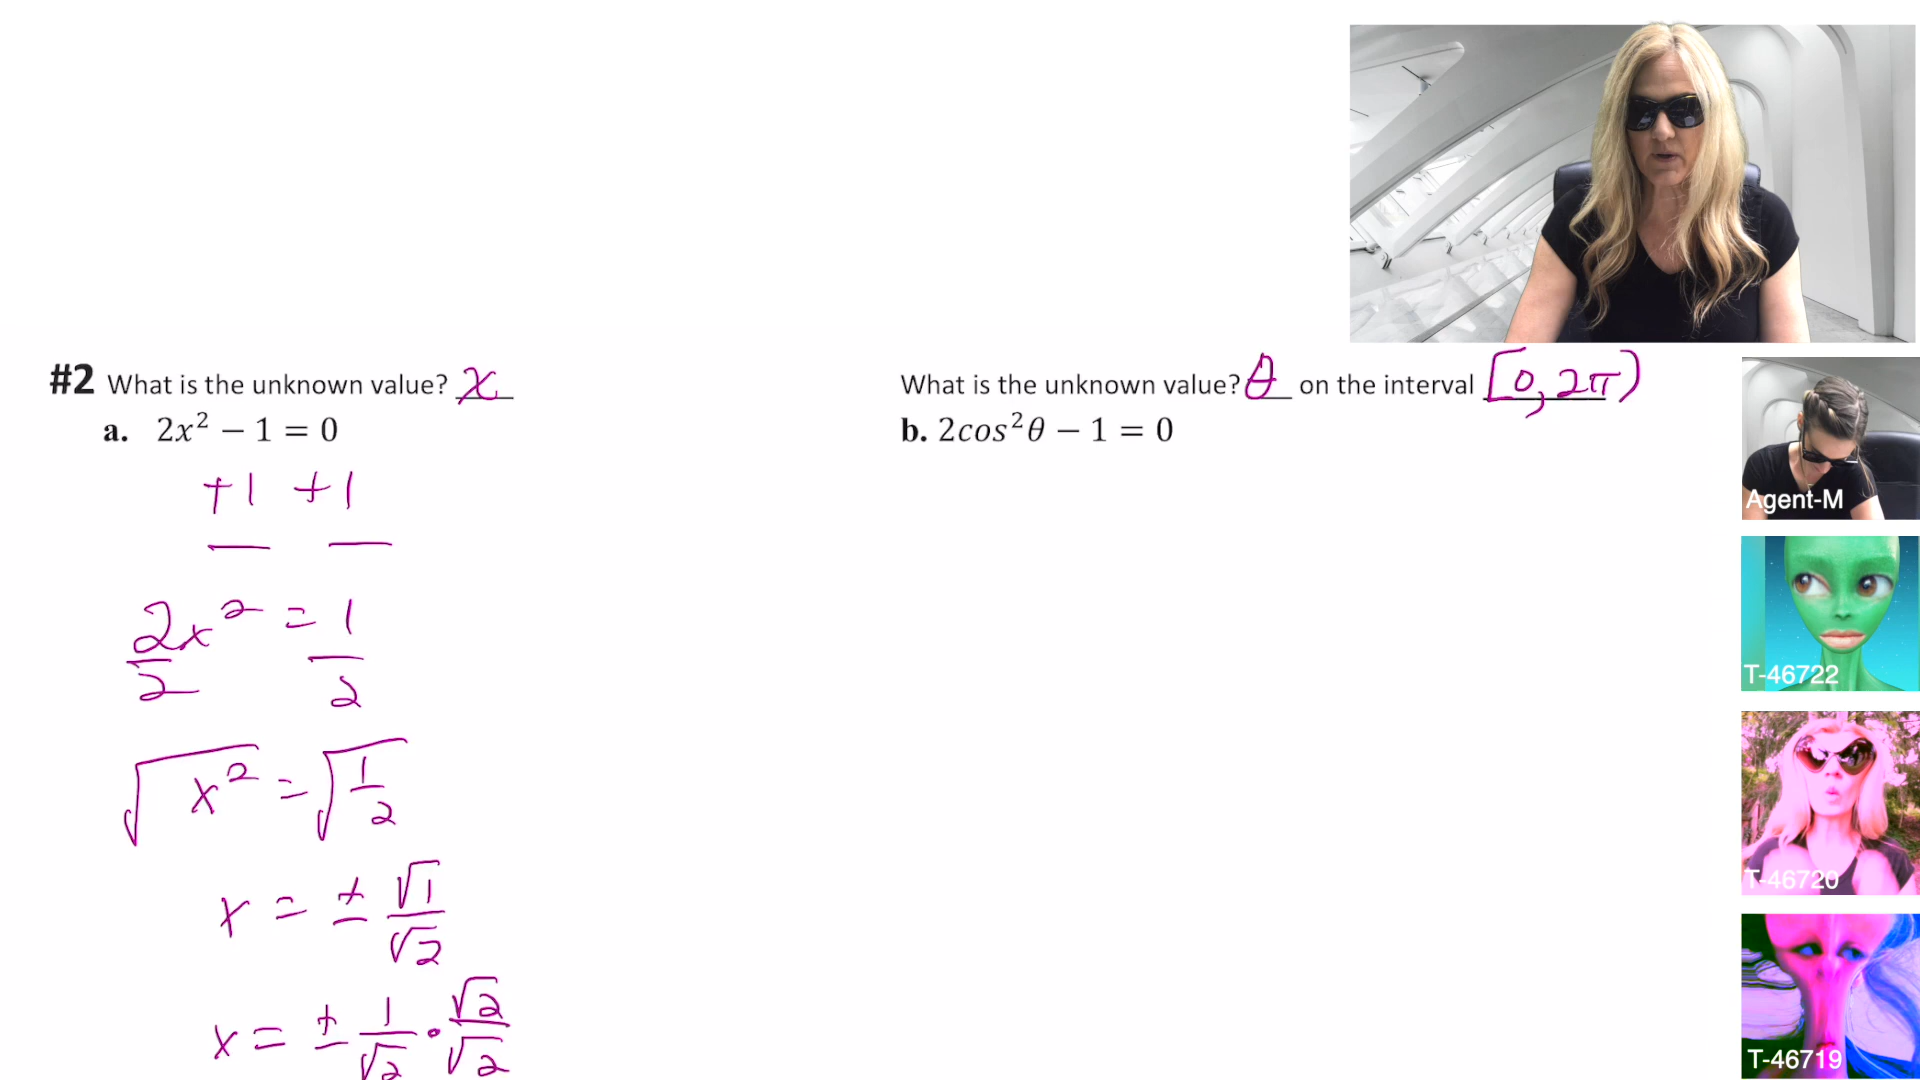 #2 What is the unknown value? x
a. 2x² − 1 = 0
+1 +1
2x² = 1
2 2
√x² = √1/2
x = ± √1/√2
x = ± 1/√2 · √2/√2
What is the unknown value? θ on the interval [0, 2π)
b. 2cos²θ − 1 = 0
Agent-M
T-46722
T-46720
T-46719